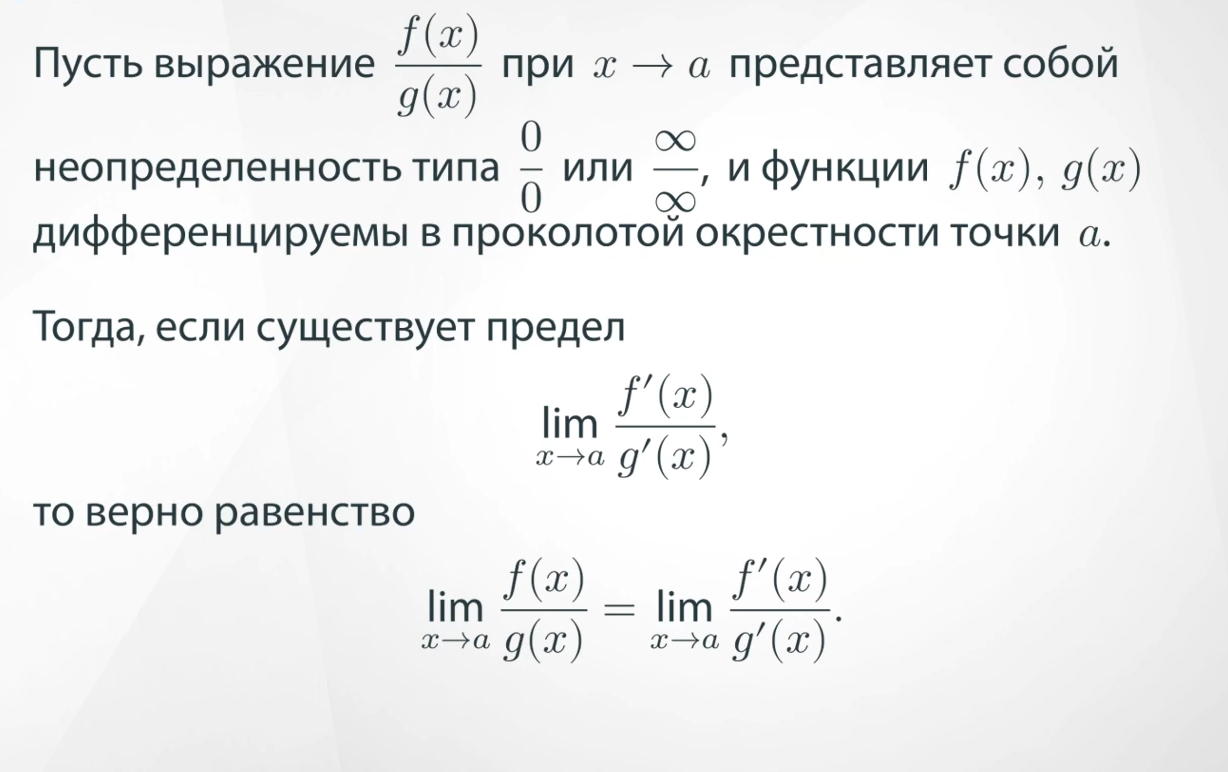 Пусть выражение $\frac{f(x)}{g(x)}$ при $x \to a$ представляет собой
неопределенность типа $\frac{0}{0}$ или $\frac{\infty}{\infty}$, и функции $f(x), g(x)$
дифференцируемы в проколотой окрестности точки $a$.
Тогда, если существует предел
$\lim_{x \to a} \frac{f'(x)}{g'(x)},$
то верно равенство
$\lim_{x \to a} \frac{f(x)}{g(x)} = \lim_{x \to a} \frac{f'(x)}{g'(x)}.$